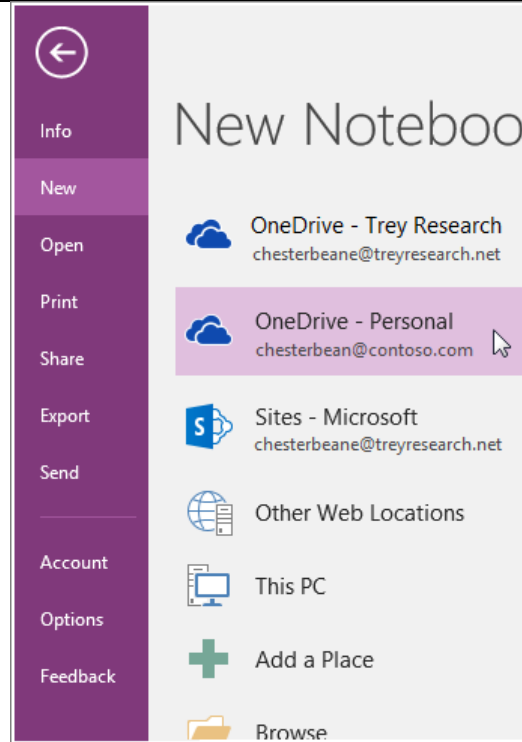 Info
New
Open
Print
Share
Export
Send
Account
Options
Feedback
New Noteboo
OneDrive - Trey Research
chesterbeane@treyresearch.net
OneDrive - Personal
chesterbean@contoso.com
Sites - Microsoft
chesterbeane@treyresearch.net
Other Web Locations
This PC
Add a Place
Browse